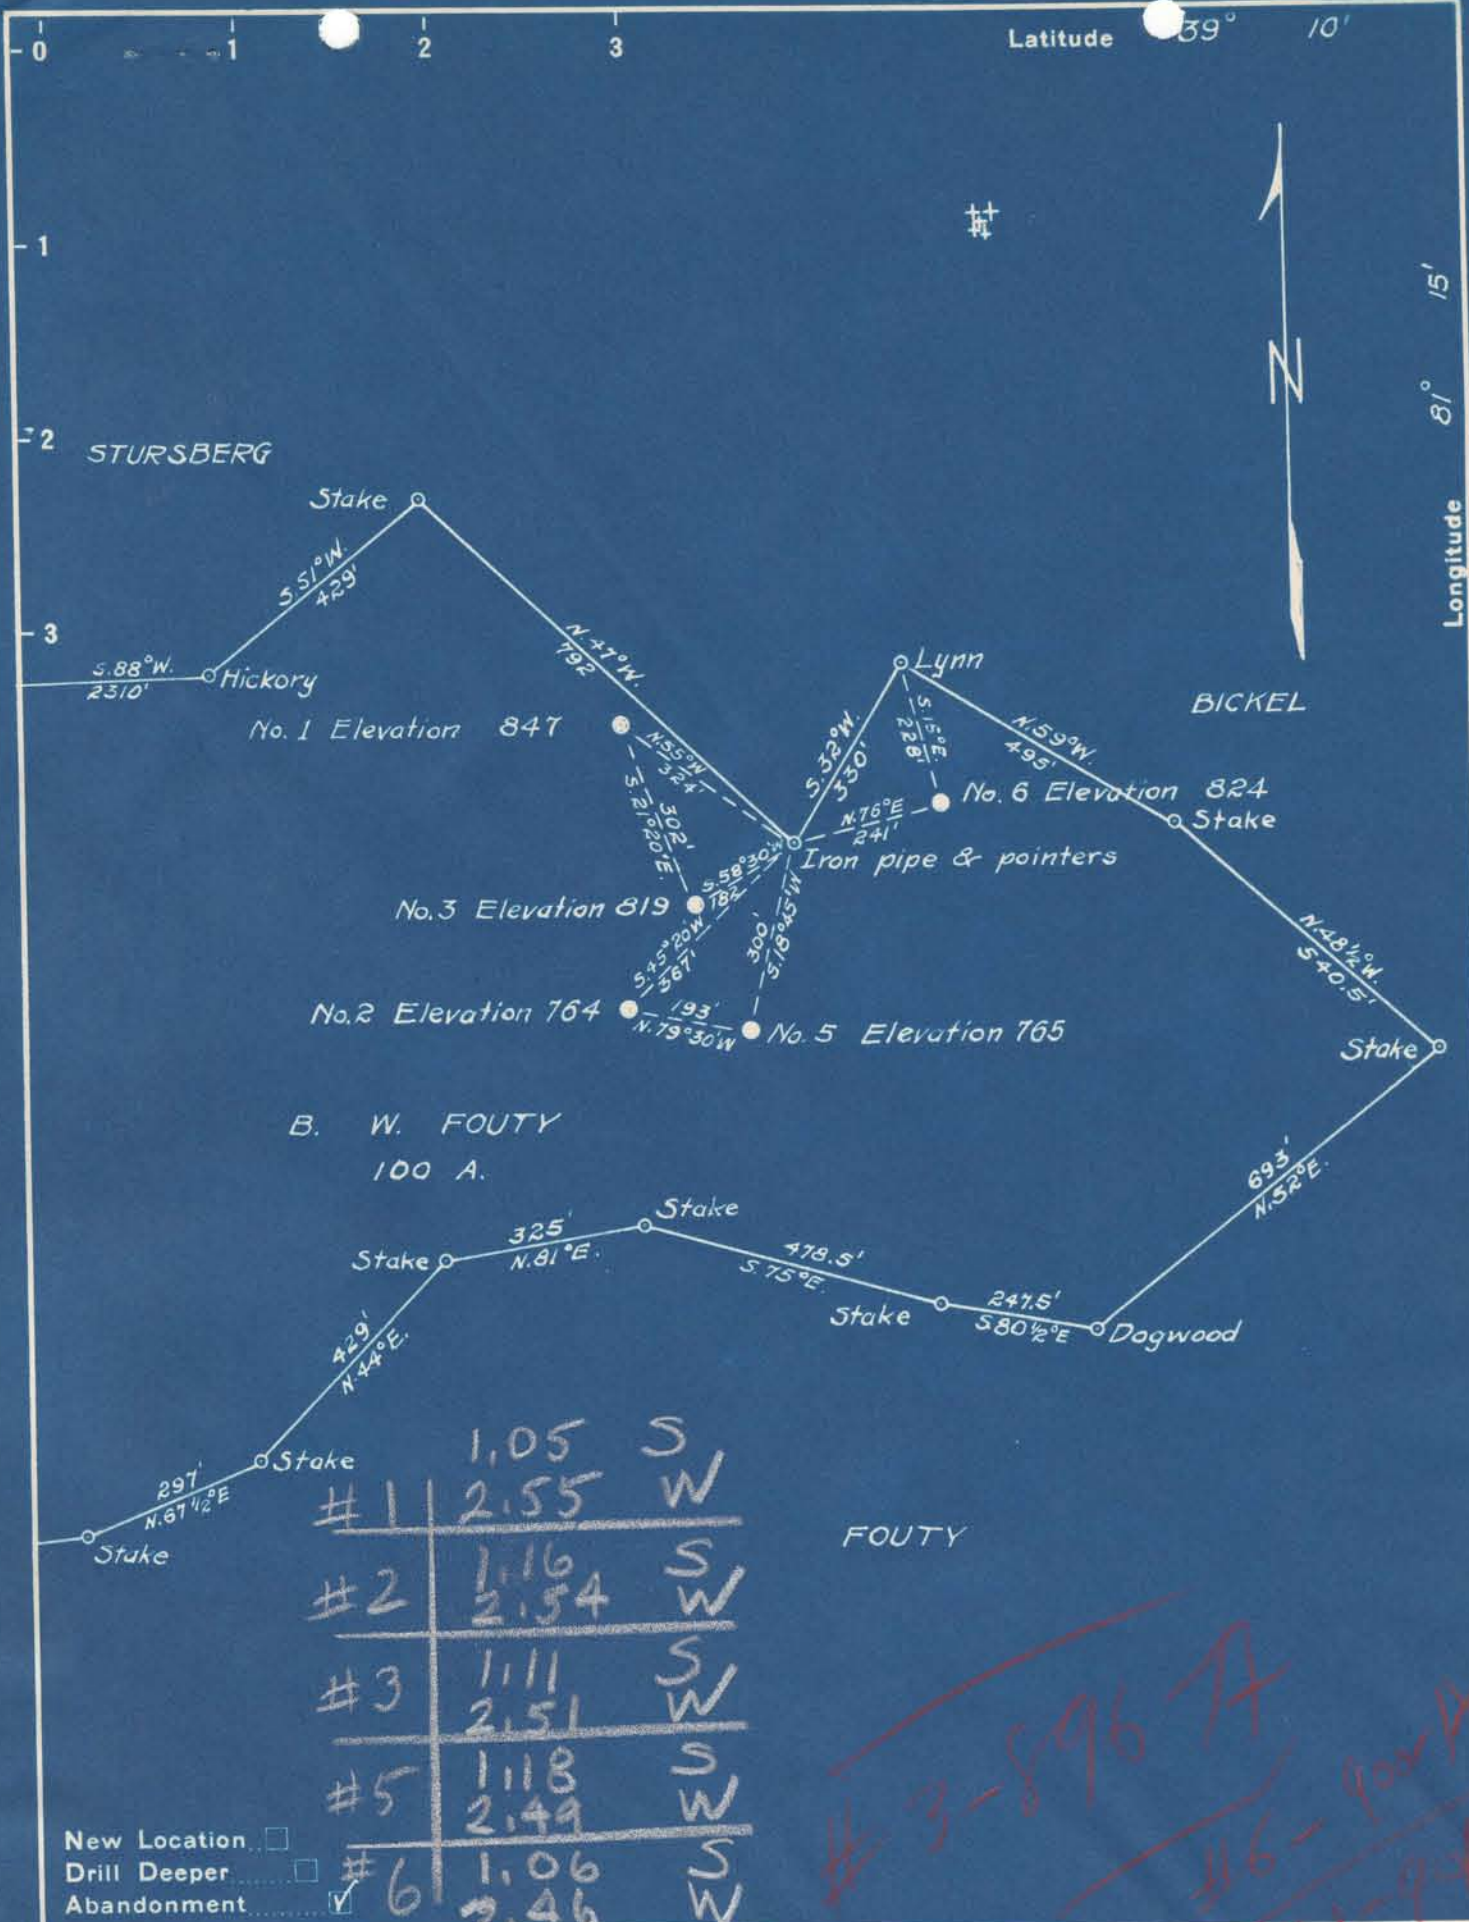 0 1 2 3
Latitude 39° 10'
1
2
3
Longitude 81° 15'
N
STURSBERG
Stake
S.51°W.
429'
S.88°W.
2310'
Hickory
N.47°W.
792
No. 1 Elevation 847
N.55°W
324'
302'
S.21°20'E.
Lynn
S.15°E.
228'
S.32°W.
330'
N.59°W.
495'
BICKEL
No. 6 Elevation 824
N.76°E
241'
Stake
Iron pipe & pointers
No.3 Elevation 819
S.58°30'W
182'
S.45°20'W
367'
300'
S.18°45'W
N.48½°W.
540.5'
Stake
No.2 Elevation 764
193'
N.79°30'W
No. 5 Elevation 765
B. W. FOUTY
100 A.
693'
N.52°E.
Stake
325'
N.81°E.
Stake
478.5'
S.75°E.
Stake
247.5'
S.80½°E
Dogwood
429'
N.44°E.
Stake
297'
N.67½°E
Stake
FOUTY
1.05 S
#1 2.55 W
1.16 S
#2 2.54 W
1.11 S
#3 2.51 W
1.18 S
#5 2.49 W
1.06 S
#6 2.46 W
New Location
Drill Deeper
Abandonment
# 3-896 A
#6-900A